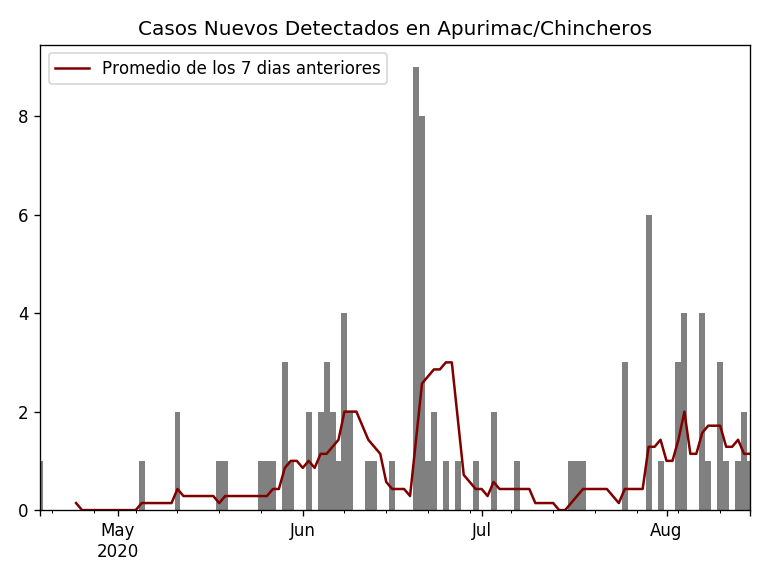 Casos Nuevos Detectados en Apurimac/Chincheros
Promedio de los 7 dias anteriores
8
6
4
2
0
May Jun Jul Aug
2020